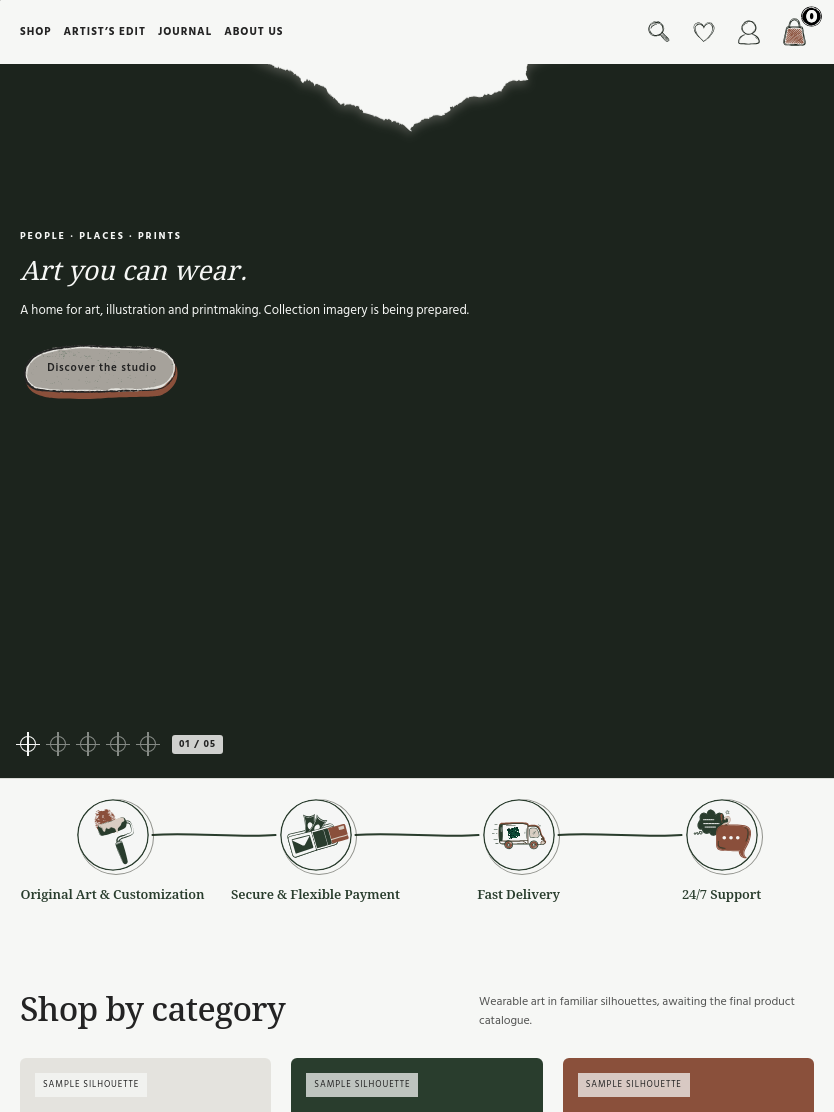 SHOP ARTIST’S EDIT JOURNAL ABOUT US
0
PEOPLE · PLACES · PRINTS
Art you can wear.
A home for art, illustration and printmaking. Collection imagery is being prepared.
Discover the studio
01 / 05
Original Art & Customization
Secure & Flexible Payment
Fast Delivery
24/7 Support
Shop by category
Wearable art in familiar silhouettes, awaiting the final product
catalogue.
SAMPLE SILHOUETTE
SAMPLE SILHOUETTE
SAMPLE SILHOUETTE